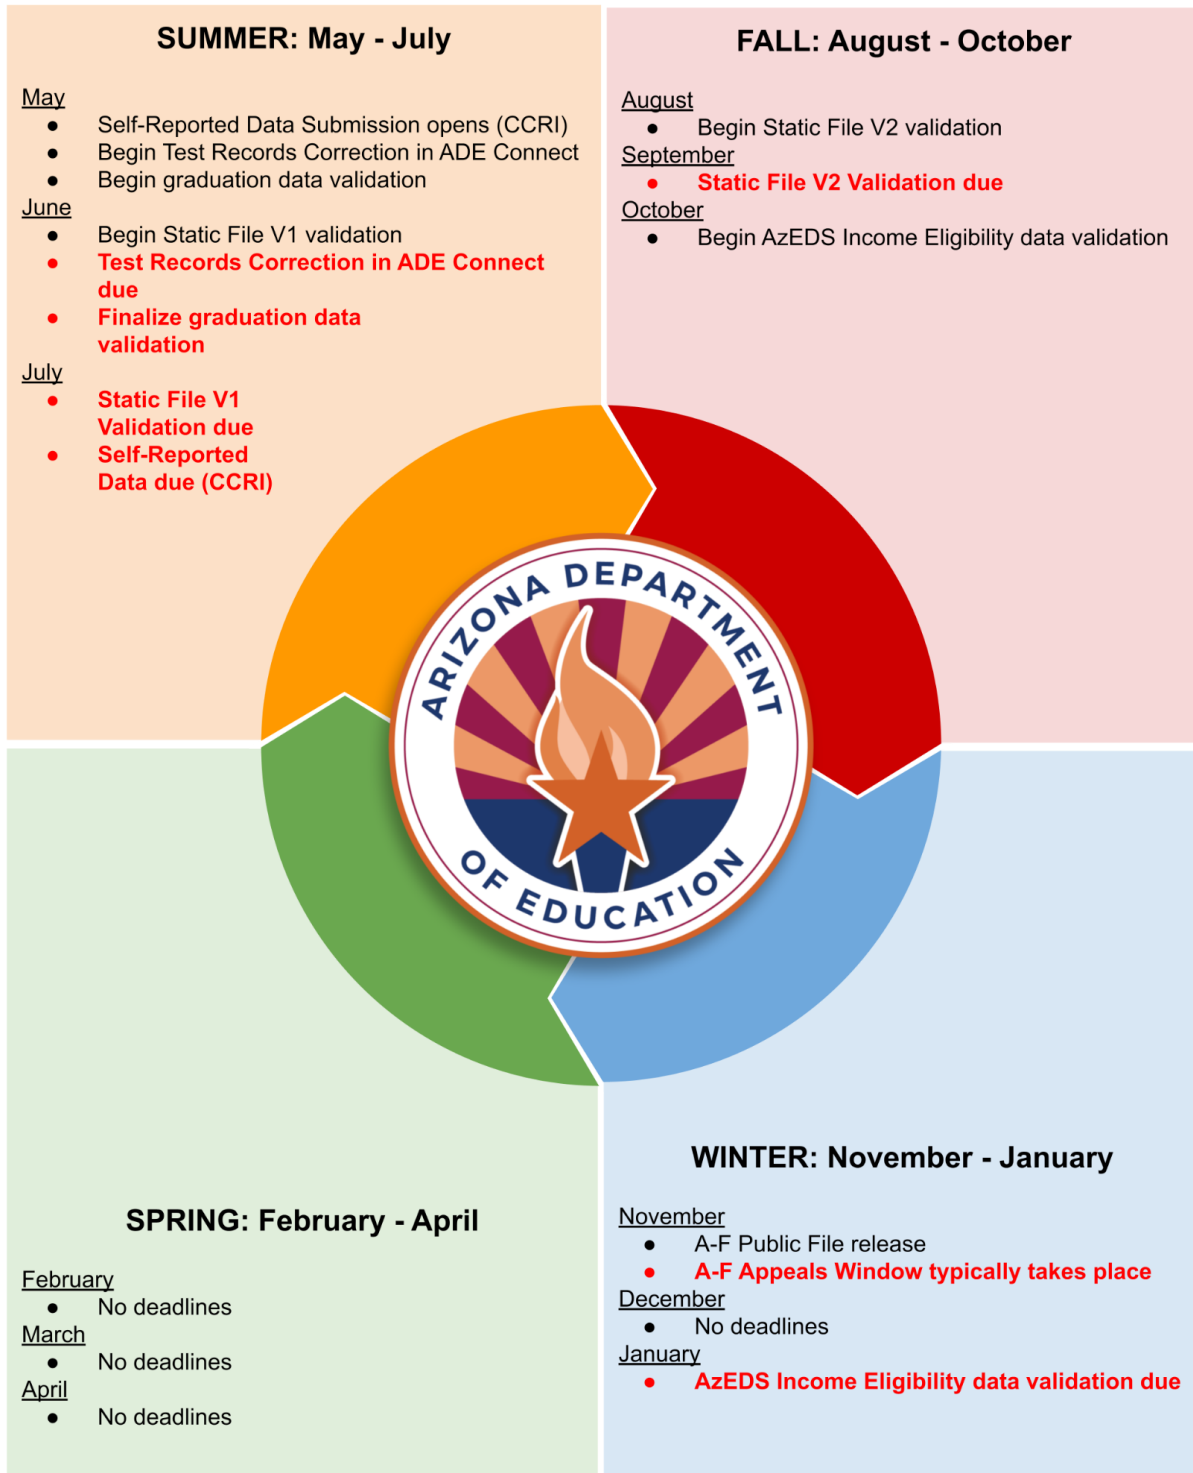 SUMMER: May - July
May
● Self-Reported Data Submission opens (CCRI)
● Begin Test Records Correction in ADE Connect
● Begin graduation data validation
June
● Begin Static File V1 validation
● Test Records Correction in ADE Connect
due
● Finalize graduation data
validation
July
● Static File V1
Validation due
● Self-Reported
Data due (CCRI)
FALL: August - October
August
● Begin Static File V2 validation
September
● Static File V2 Validation due
October
● Begin AzEDS Income Eligibility data validation
ARIZONA DEPARTMENT
OF EDUCATION
SPRING: February - April
February
● No deadlines
March
● No deadlines
April
● No deadlines
WINTER: November - January
November
● A-F Public File release
● A-F Appeals Window typically takes place
December
● No deadlines
January
● AzEDS Income Eligibility data validation due